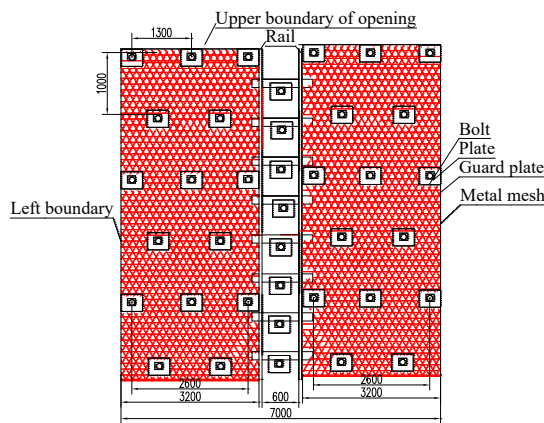 Upper boundary of opening
1300
Rail
1000
Bolt
Plate
Guard plate
Left boundary
Metal mesh
2600
2600
3200
600
3200
7000